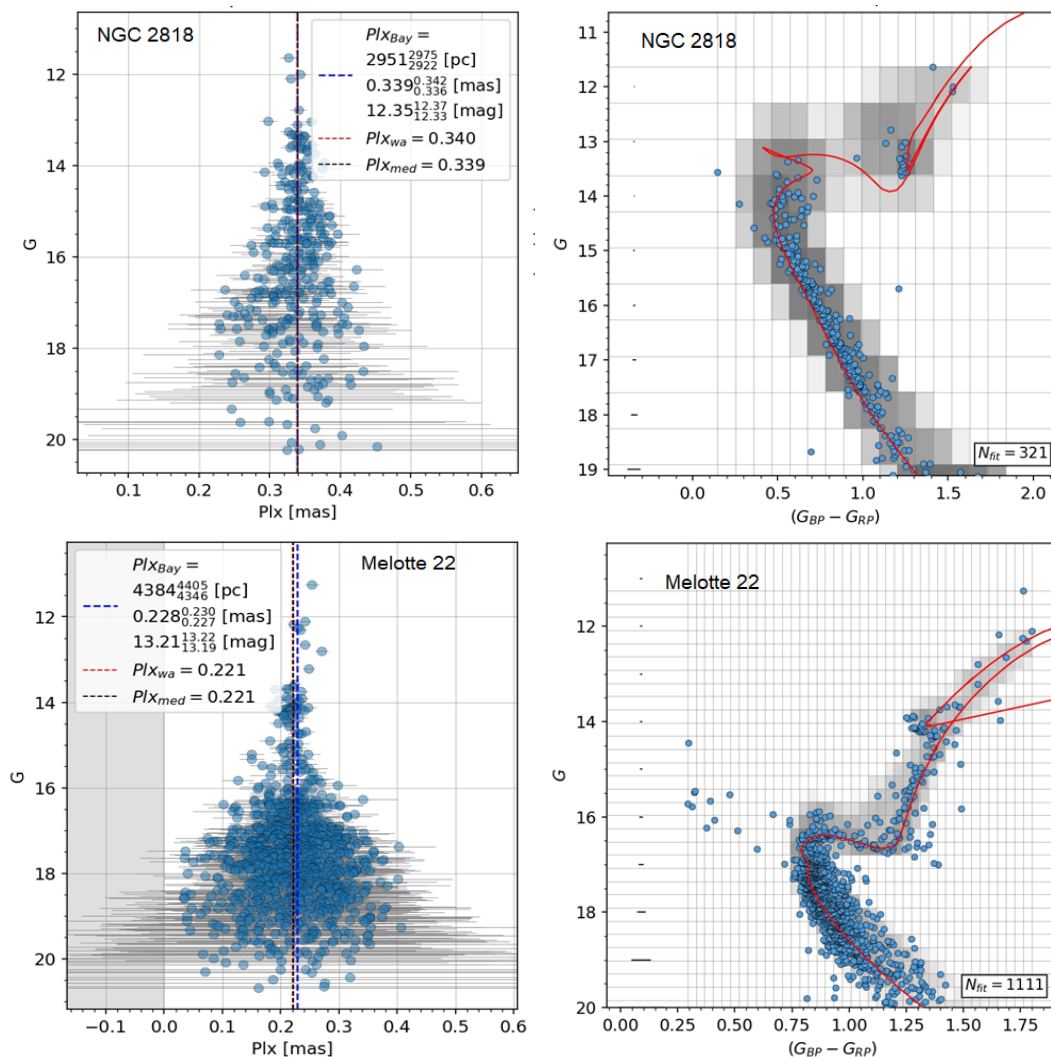 NGC 2818
Plx_Bay =
2951^2975_2922 [pc]
0.339^0.342_0.336 [mas]
12.35^12.37_12.33 [mag]
Plx_wa = 0.340
Plx_med = 0.339
12
14
16
18
20
G
0.1 0.2 0.3 0.4 0.5 0.6
Plx [mas]
NGC 2818
11
12
13
14
15
16
17
18
19
G
N_fit = 321
0.0 0.5 1.0 1.5 2.0
(G_BP − G_RP)
Plx_Bay =
4384^4405_4346 [pc]
0.228^0.230_0.227 [mas]
13.21^13.22_13.19 [mag]
Plx_wa = 0.221
Plx_med = 0.221
Melotte 22
12
14
16
18
20
G
−0.1 0.0 0.1 0.2 0.3 0.4 0.5 0.6
Plx [mas]
Melotte 22
12
14
16
18
20
G
N_fit = 1111
0.00 0.25 0.50 0.75 1.00 1.25 1.50 1.75
(G_BP − G_RP)